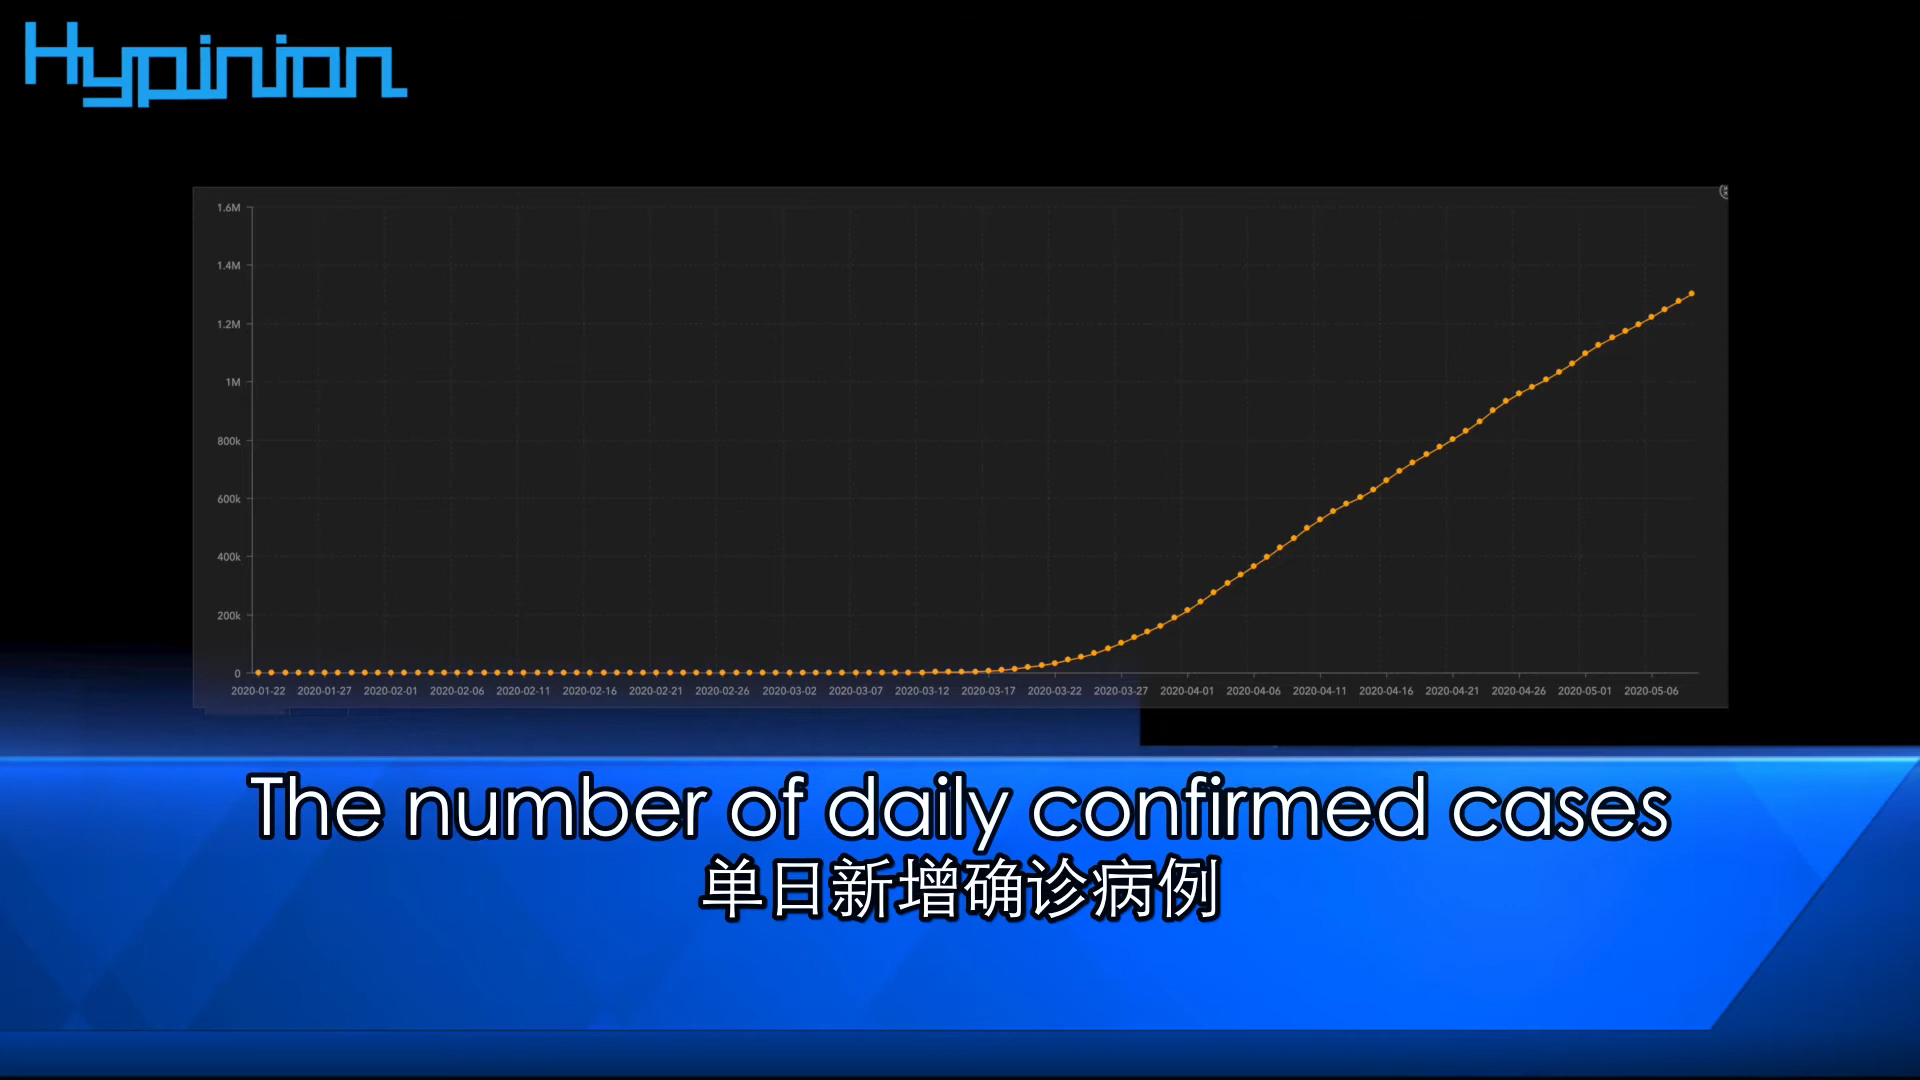 Hypinion
1.6M
1.4M
1.2M
1M
800k
600k
400k
200k
0
2020-01-22 2020-01-27 2020-02-01 2020-02-06 2020-02-11 2020-02-16 2020-02-21 2020-02-26 2020-03-02 2020-03-07 2020-03-12 2020-03-17 2020-03-22 2020-03-27 2020-04-01 2020-04-06 2020-04-11 2020-04-16 2020-04-21 2020-04-26 2020-05-01 2020-05-06
The number of daily confirmed cases
单日新增确诊病例